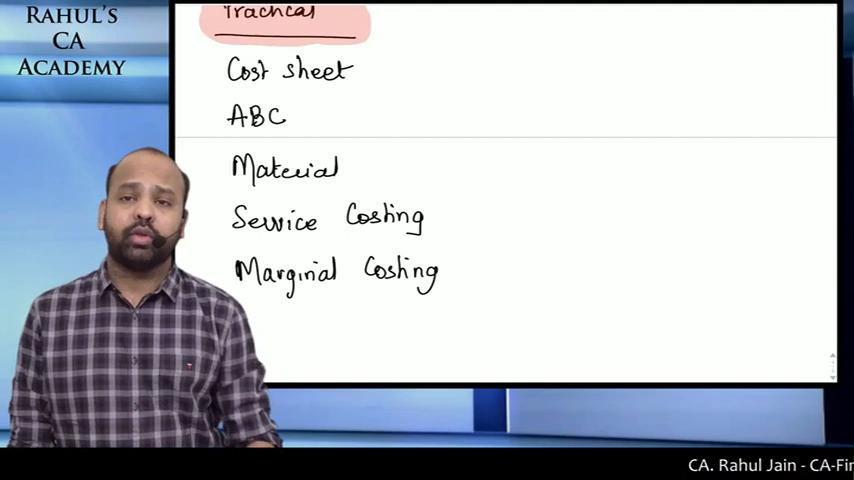 RAHUL'S
CA
ACADEMY
Practical
Cost sheet
ABC
Material
Service Costing
Marginal Costing
CA. Rahul Jain - CA-Fin